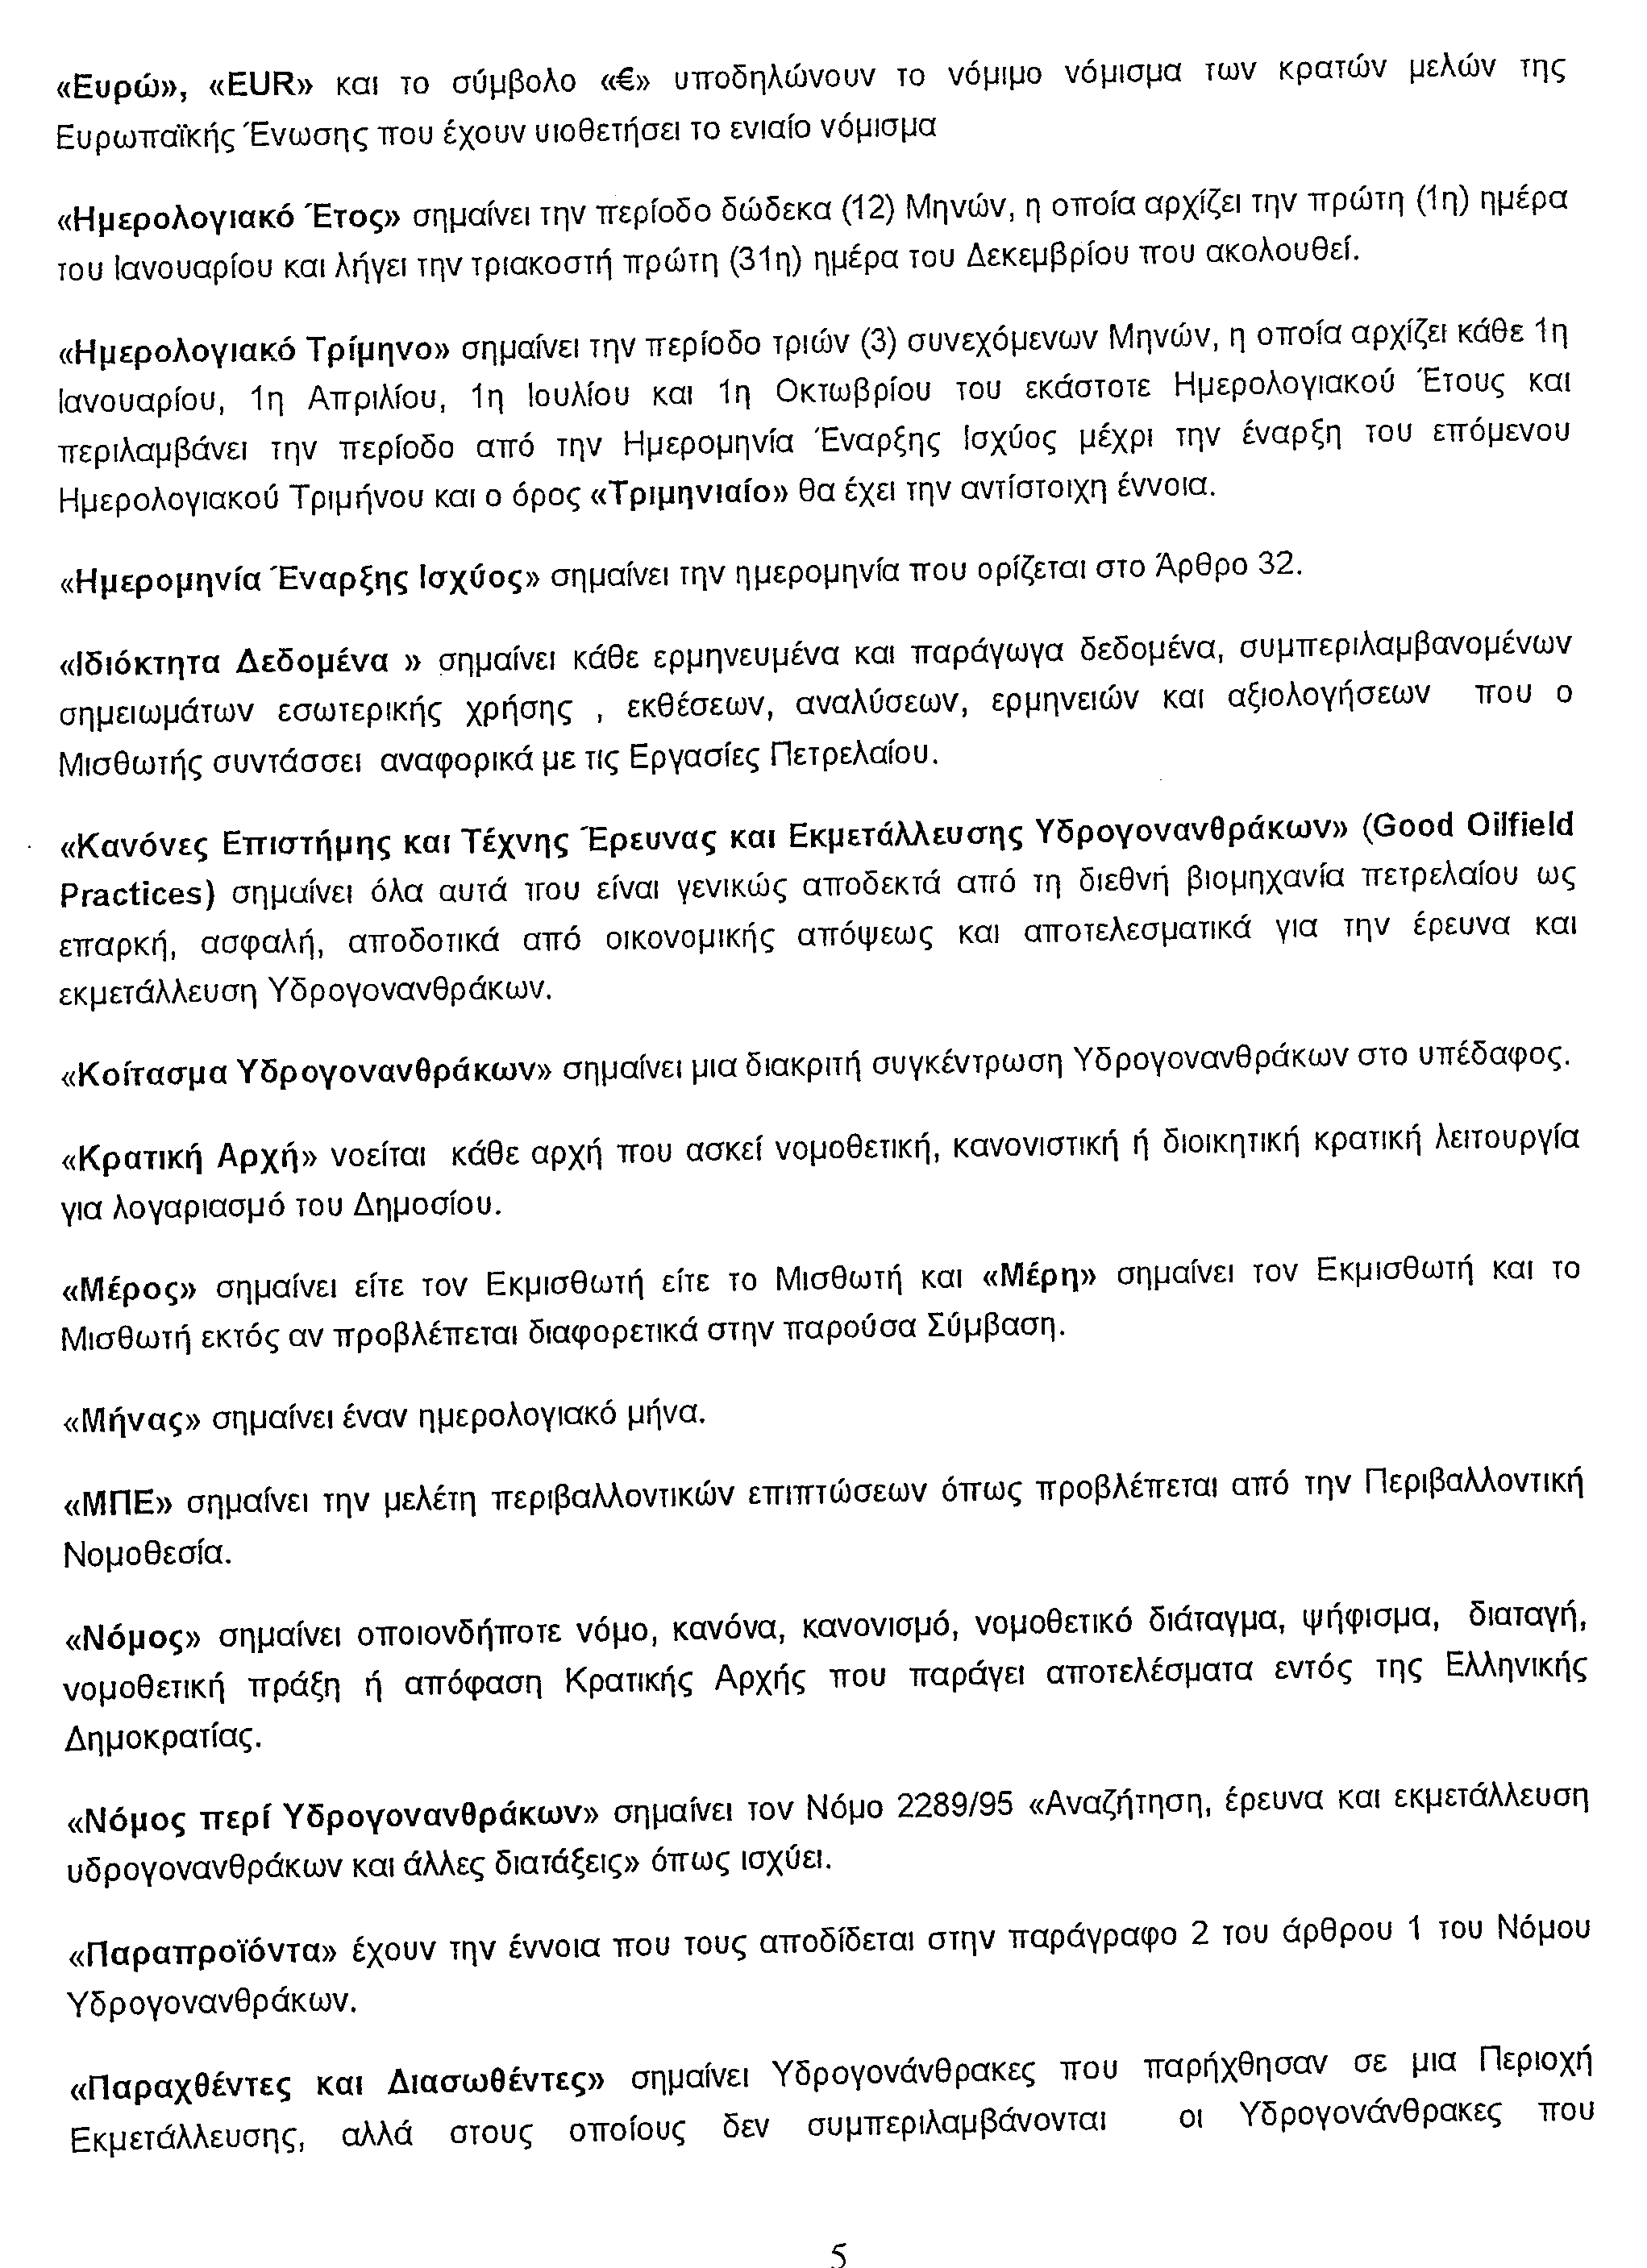 «Ευρώ», «EUR» και το σύμβολο «€» υποδηλώνουν το νόμιμο νόμισμα των κρατών μελών της
Ευρωπαϊκής Ένωσης που έχουν υιοθετήσει το ενιαίο νόμισμα
«Ημερολογιακό Έτος» σημαίνει την περίοδο δώδεκα (12) Μηνών, η οποία αρχίζει την πρώτη (1η) ημέρα
του Ιανουαρίου και λήγει την τριακοστή πρώτη (31η) ημέρα του Δεκεμβρίου που ακολουθεί.
«Ημερολογιακό Τρίμηνο» σημαίνει την περίοδο τριών (3) συνεχόμενων Μηνών, η οποία αρχίζει κάθε 1η
Ιανουαρίου, 1η Απριλίου, 1η Ιουλίου και 1η Οκτωβρίου του εκάστοτε Ημερολογιακού Έτους και
περιλαμβάνει την περίοδο από την Ημερομηνία Έναρξης Ισχύος μέχρι την έναρξη του επόμενου
Ημερολογιακού Τριμήνου και ο όρος «Τριμηνιαίο» θα έχει την αντίστοιχη έννοια.
«Ημερομηνία Έναρξης Ισχύος» σημαίνει την ημερομηνία που ορίζεται στο Άρθρο 32.
«Ιδιόκτητα Δεδομένα » σημαίνει κάθε ερμηνευμένα και παράγωγα δεδομένα, συμπεριλαμβανομένων
σημειωμάτων εσωτερικής χρήσης , εκθέσεων, αναλύσεων, ερμηνειών και αξιολογήσεων που ο
Μισθωτής συντάσσει αναφορικά με τις Εργασίες Πετρελαίου.
«Κανόνες Επιστήμης και Τέχνης Έρευνας και Εκμετάλλευσης Υδρογονανθράκων» (Good Oilfield
Practices) σημαίνει όλα αυτά που είναι γενικώς αποδεκτά από τη διεθνή βιομηχανία πετρελαίου ως
επαρκή, ασφαλή, αποδοτικά από οικονομικής απόψεως και αποτελεσματικά για την έρευνα και
εκμετάλλευση Υδρογονανθράκων.
«Κοίτασμα Υδρογονανθράκων» σημαίνει μια διακριτή συγκέντρωση Υδρογονανθράκων στο υπέδαφος.
«Κρατική Αρχή» νοείται κάθε αρχή που ασκεί νομοθετική, κανονιστική ή διοικητική κρατική λειτουργία
για λογαριασμό του Δημοσίου.
«Μέρος» σημαίνει είτε τον Εκμισθωτή είτε το Μισθωτή και «Μέρη» σημαίνει τον Εκμισθωτή και το
Μισθωτή εκτός αν προβλέπεται διαφορετικά στην παρούσα Σύμβαση.
«Μήνας» σημαίνει έναν ημερολογιακό μήνα.
«ΜΠΕ» σημαίνει την μελέτη περιβαλλοντικών επιπτώσεων όπως προβλέπεται από την Περιβαλλοντική
Νομοθεσία.
«Νόμος» σημαίνει οποιονδήποτε νόμο, κανόνα, κανονισμό, νομοθετικό διάταγμα, ψήφισμα, διαταγή,
νομοθετική πράξη ή απόφαση Κρατικής Αρχής που παράγει αποτελέσματα εντός της Ελληνικής
Δημοκρατίας.
«Νόμος περί Υδρογονανθράκων» σημαίνει τον Νόμο 2289/95 «Αναζήτηση, έρευνα και εκμετάλλευση
υδρογονανθράκων και άλλες διατάξεις» όπως ισχύει.
«Παραπροϊόντα» έχουν την έννοια που τους αποδίδεται στην παράγραφο 2 του άρθρου 1 του Νόμου
Υδρογονανθράκων.
«Παραχθέντες και Διασωθέντες» σημαίνει Υδρογονάνθρακες που παρήχθησαν σε μια Περιοχή
Εκμετάλλευσης, αλλά στους οποίους δεν συμπεριλαμβάνονται οι Υδρογονάνθρακες που
5